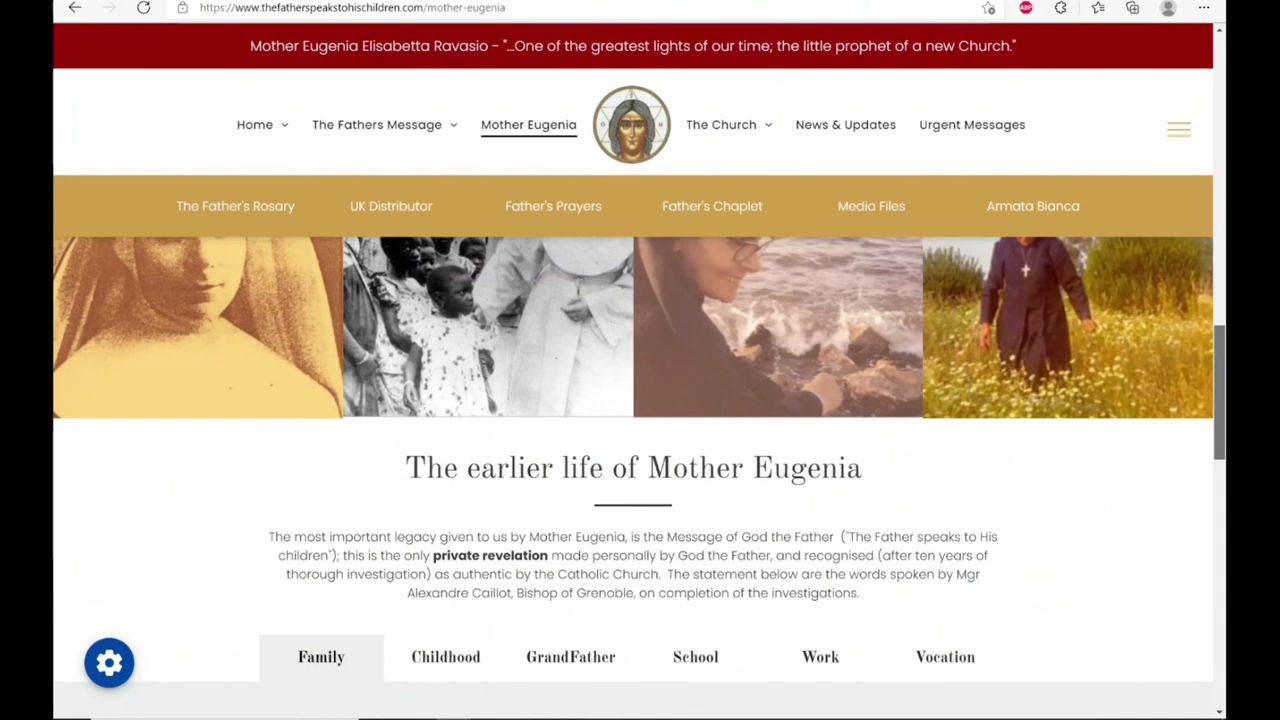 https://www.thefatherspeakstohischildren.com/mother-eugenia
ABP
Mother Eugenia Elisabetta Ravasio - "...One of the greatest lights of our time; the little prophet of a new Church."
Home The Fathers Message Mother Eugenia The Church News & Updates Urgent Messages
The Father's Rosary UK Distributor Father's Prayers Father's Chaplet Media Files Armata Bianca
The earlier life of Mother Eugenia
The most important legacy given to us by Mother Eugenia, is the Message of God the Father ("The Father speaks to His
children"); this is the only private revelation made personally by God the Father, and recognised (after ten years of
thorough investigation) as authentic by the Catholic Church. The statement below are the words spoken by Mgr
Alexandre Caillot, Bishop of Grenoble, on completion of the investigations.
Family Childhood GrandFather School Work Vocation